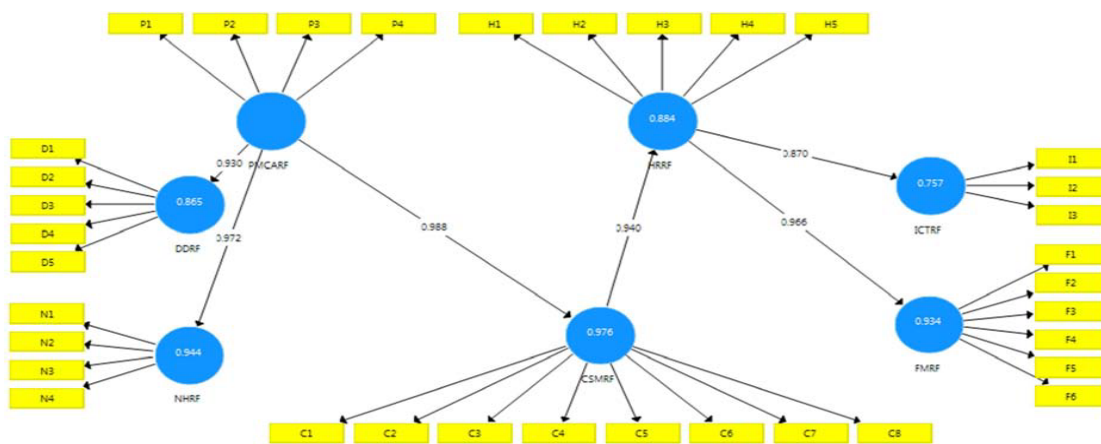 P1
P2
P3
P4
H1
H2
H3
H4
H5
0.884
PMCARF
HRRF
D1
D2
D3
D4
D5
0.930
0.865
DDRF
0.870
0.757
ICTRF
I1
I2
I3
0.972
0.988
0.940
0.966
N1
N2
N3
N4
0.944
NHRF
0.976
CSMRF
0.934
FMRF
F1
F2
F3
F4
F5
F6
C1
C2
C3
C4
C5
C6
C7
C8